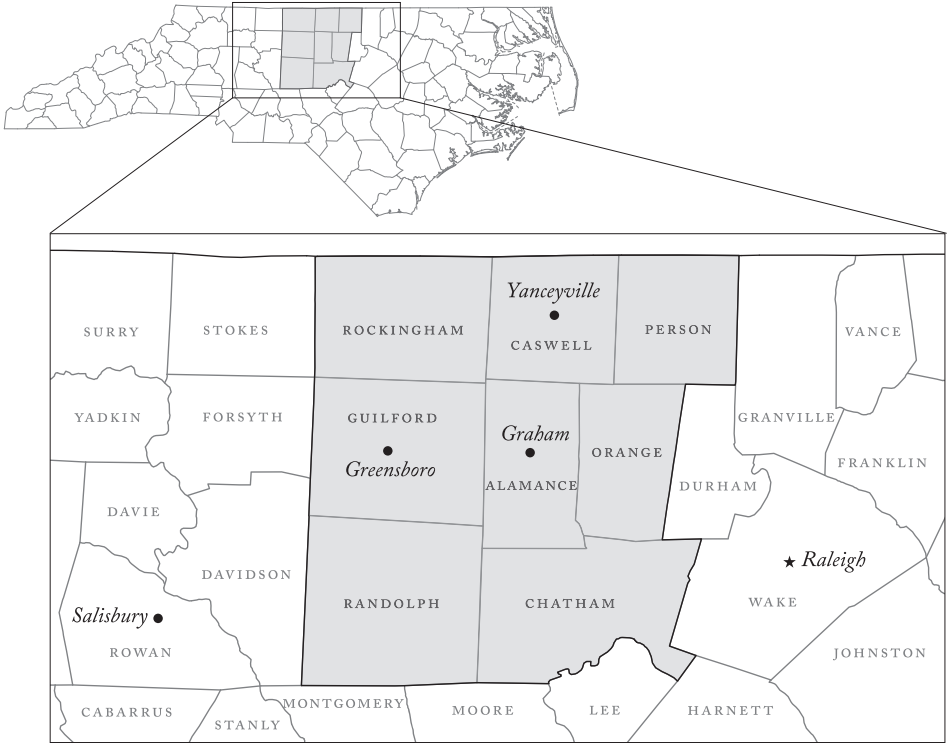 Yanceyville
SURRY
STOKES
ROCKINGHAM
CASWELL
PERSON
VANCE
YADKIN
FORSYTH
GUILFORD
GRANVILLE
Graham
Greensboro
ORANGE
FRANKLIN
ALAMANCE
DURHAM
DAVIE
Raleigh
DAVIDSON
RANDOLPH
CHATHAM
WAKE
Salisbury
ROWAN
JOHNSTON
CABARRUS
STANLY
MONTGOMERY
MOORE
LEE
HARNETT